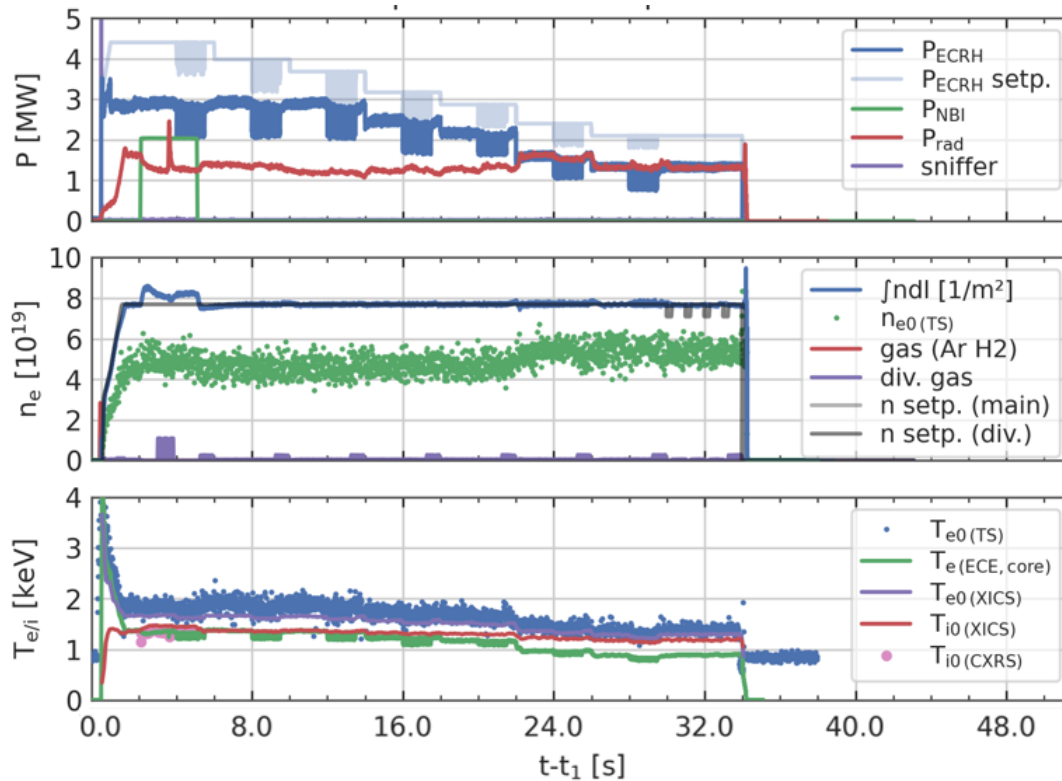 P [MW]
5
4
3
2
1
0
P_ECRH
P_ECRH setp.
P_NBI
P_rad
sniffer
n_e [10^19]
10
8
6
4
2
0
∫ndl [1/m²]
n_e0 (TS)
gas (Ar H2)
div. gas
n setp. (main)
n setp. (div.)
T_e/i [keV]
4
3
2
1
0
T_e0 (TS)
T_e (ECE, core)
T_e0 (XICS)
T_i0 (XICS)
T_i0 (CXRS)
0.0 8.0 16.0 24.0 32.0 40.0 48.0
t-t_1 [s]